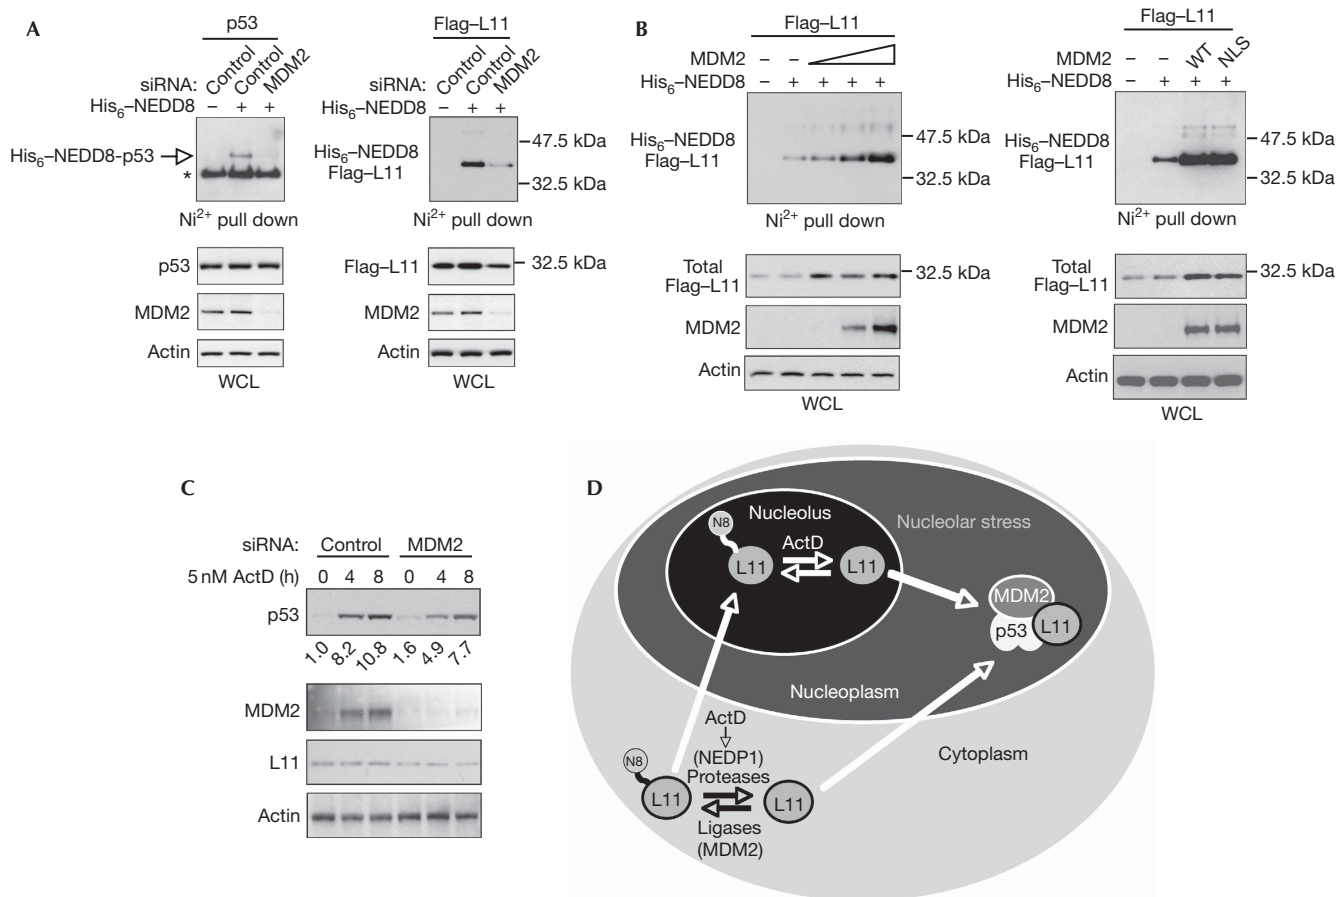 A
p53
siRNA: Control Control MDM2
His6–NEDD8 – + +
His6–NEDD8-p53
*
Ni2+ pull down
p53
MDM2
Actin
WCL
Flag–L11
Control Control MDM2
siRNA:
His6–NEDD8 – + +
His6–NEDD8
Flag–L11
47.5 kDa
32.5 kDa
Ni2+ pull down
Flag–L11
32.5 kDa
MDM2
Actin
WCL
B
Flag–L11
MDM2 – –
His6–NEDD8 – + + + +
His6–NEDD8
Flag–L11
47.5 kDa
32.5 kDa
Ni2+ pull down
Total
Flag–L11
32.5 kDa
MDM2
Actin
WCL
Flag–L11
MDM2 – – WT NLS
His6–NEDD8 – + + +
His6–NEDD8
Flag–L11
47.5 kDa
32.5 kDa
Ni2+ pull down
Total
Flag–L11
32.5 kDa
MDM2
Actin
WCL
C
siRNA: Control MDM2
5 nM ActD (h) 0 4 8 0 4 8
p53
1.0 8.2 10.8 1.6 4.9 7.7
MDM2
L11
Actin
D
Nucleolus
Nucleolar stress
N8
ActD
L11 L11
MDM2
p53 L11
Nucleoplasm
ActD
Cytoplasm
(NEDP1)
N8
Proteases
L11 L11
Ligases
(MDM2)